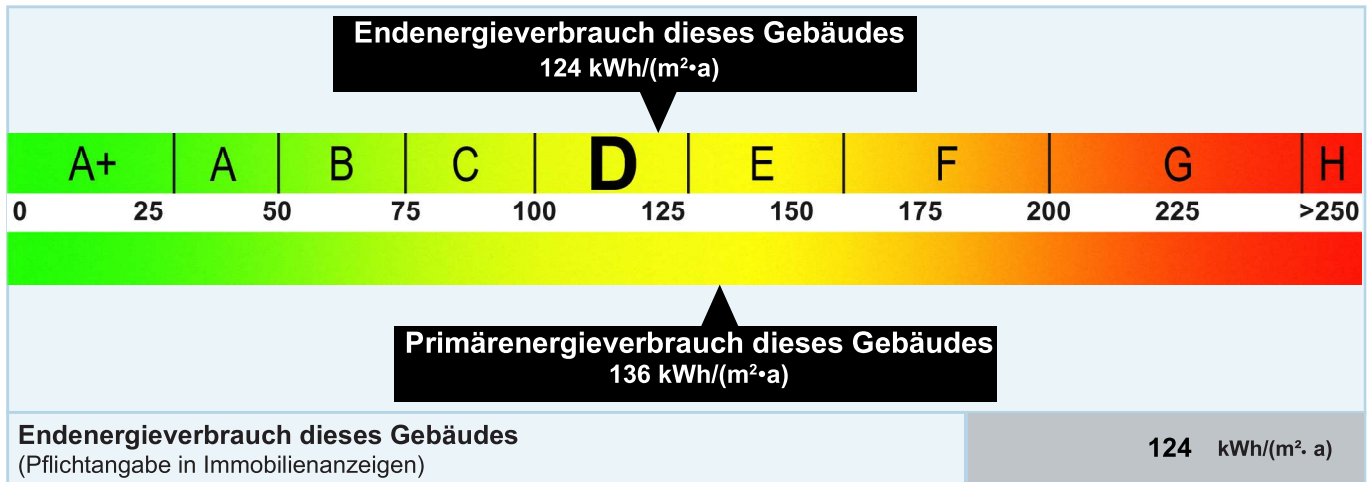 Endenergieverbrauch dieses Gebäudes
124 kWh/(m²•a)
A+ A B C D E F G H
0 25 50 75 100 125 150 175 200 225 >250
Primärenergieverbrauch dieses Gebäudes
136 kWh/(m²•a)
Endenergieverbrauch dieses Gebäudes
(Pflichtangabe in Immobilienanzeigen)
124 kWh/(m²· a)